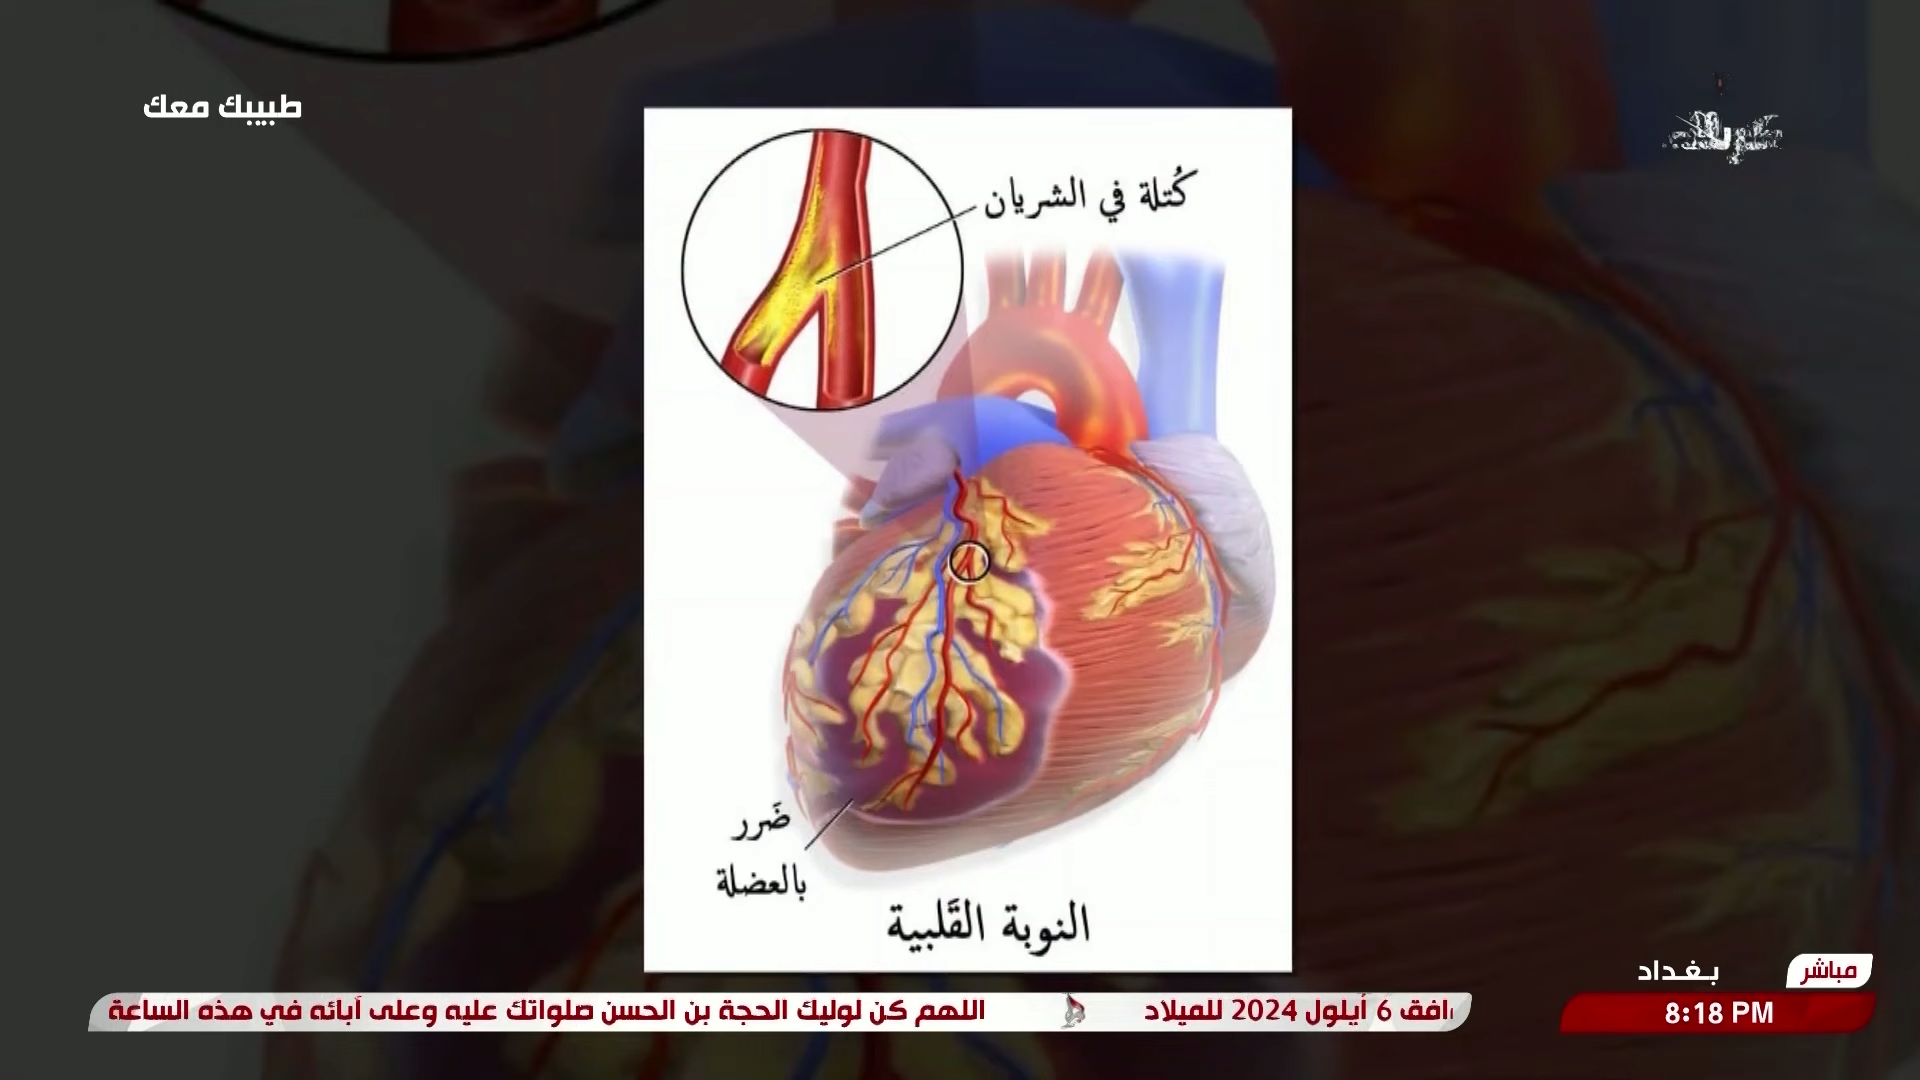 طبيبك معك
كربلاء
كُتلة في الشريان
ضَرر
بالعضلة
النوبة القَلبية
مباشر
بغداد
8:18 PM
افق 6 أيلول 2024 للميلاد
اللهم كن لوليك الحجة بن الحسن صلواتك عليه وعلى آبائه في هذه الساعة